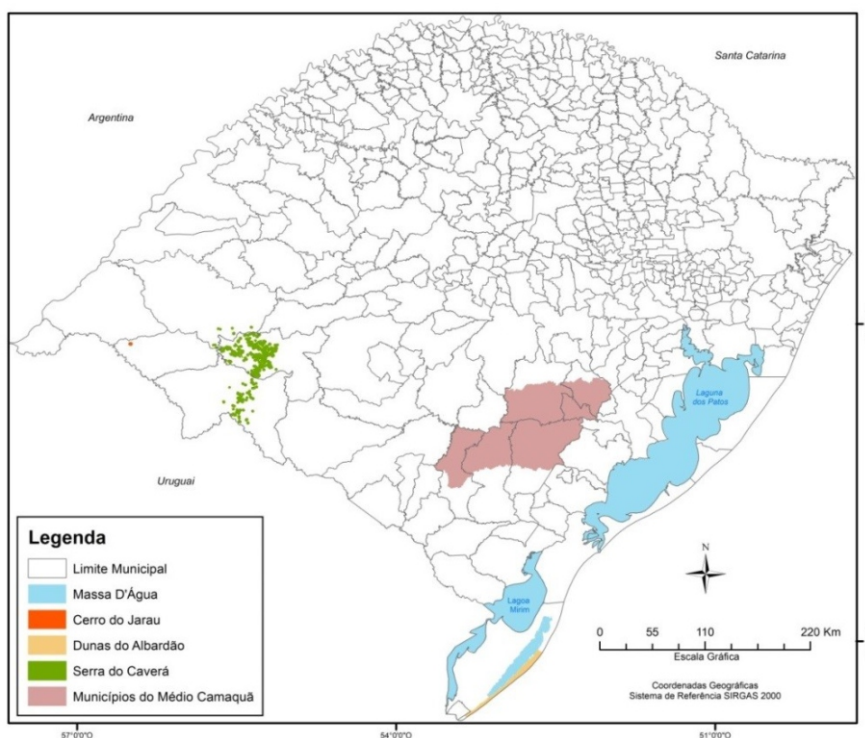 Santa Catarina
Argentina
Laguna
dos Patos
Uruguai
Lagoa
Mirim
Legenda
Limite Municipal
Massa D'Água
Cerro do Jarau
Dunas do Albardão
Serra do Caverá
Municípios do Médio Camaquã
N
0 55 110 220 Km
Escala Gráfica
Coordenadas Geográficas
Sistema de Referência SIRGAS 2000
57°0'0"O 54°0'0"O 51°0'0"O